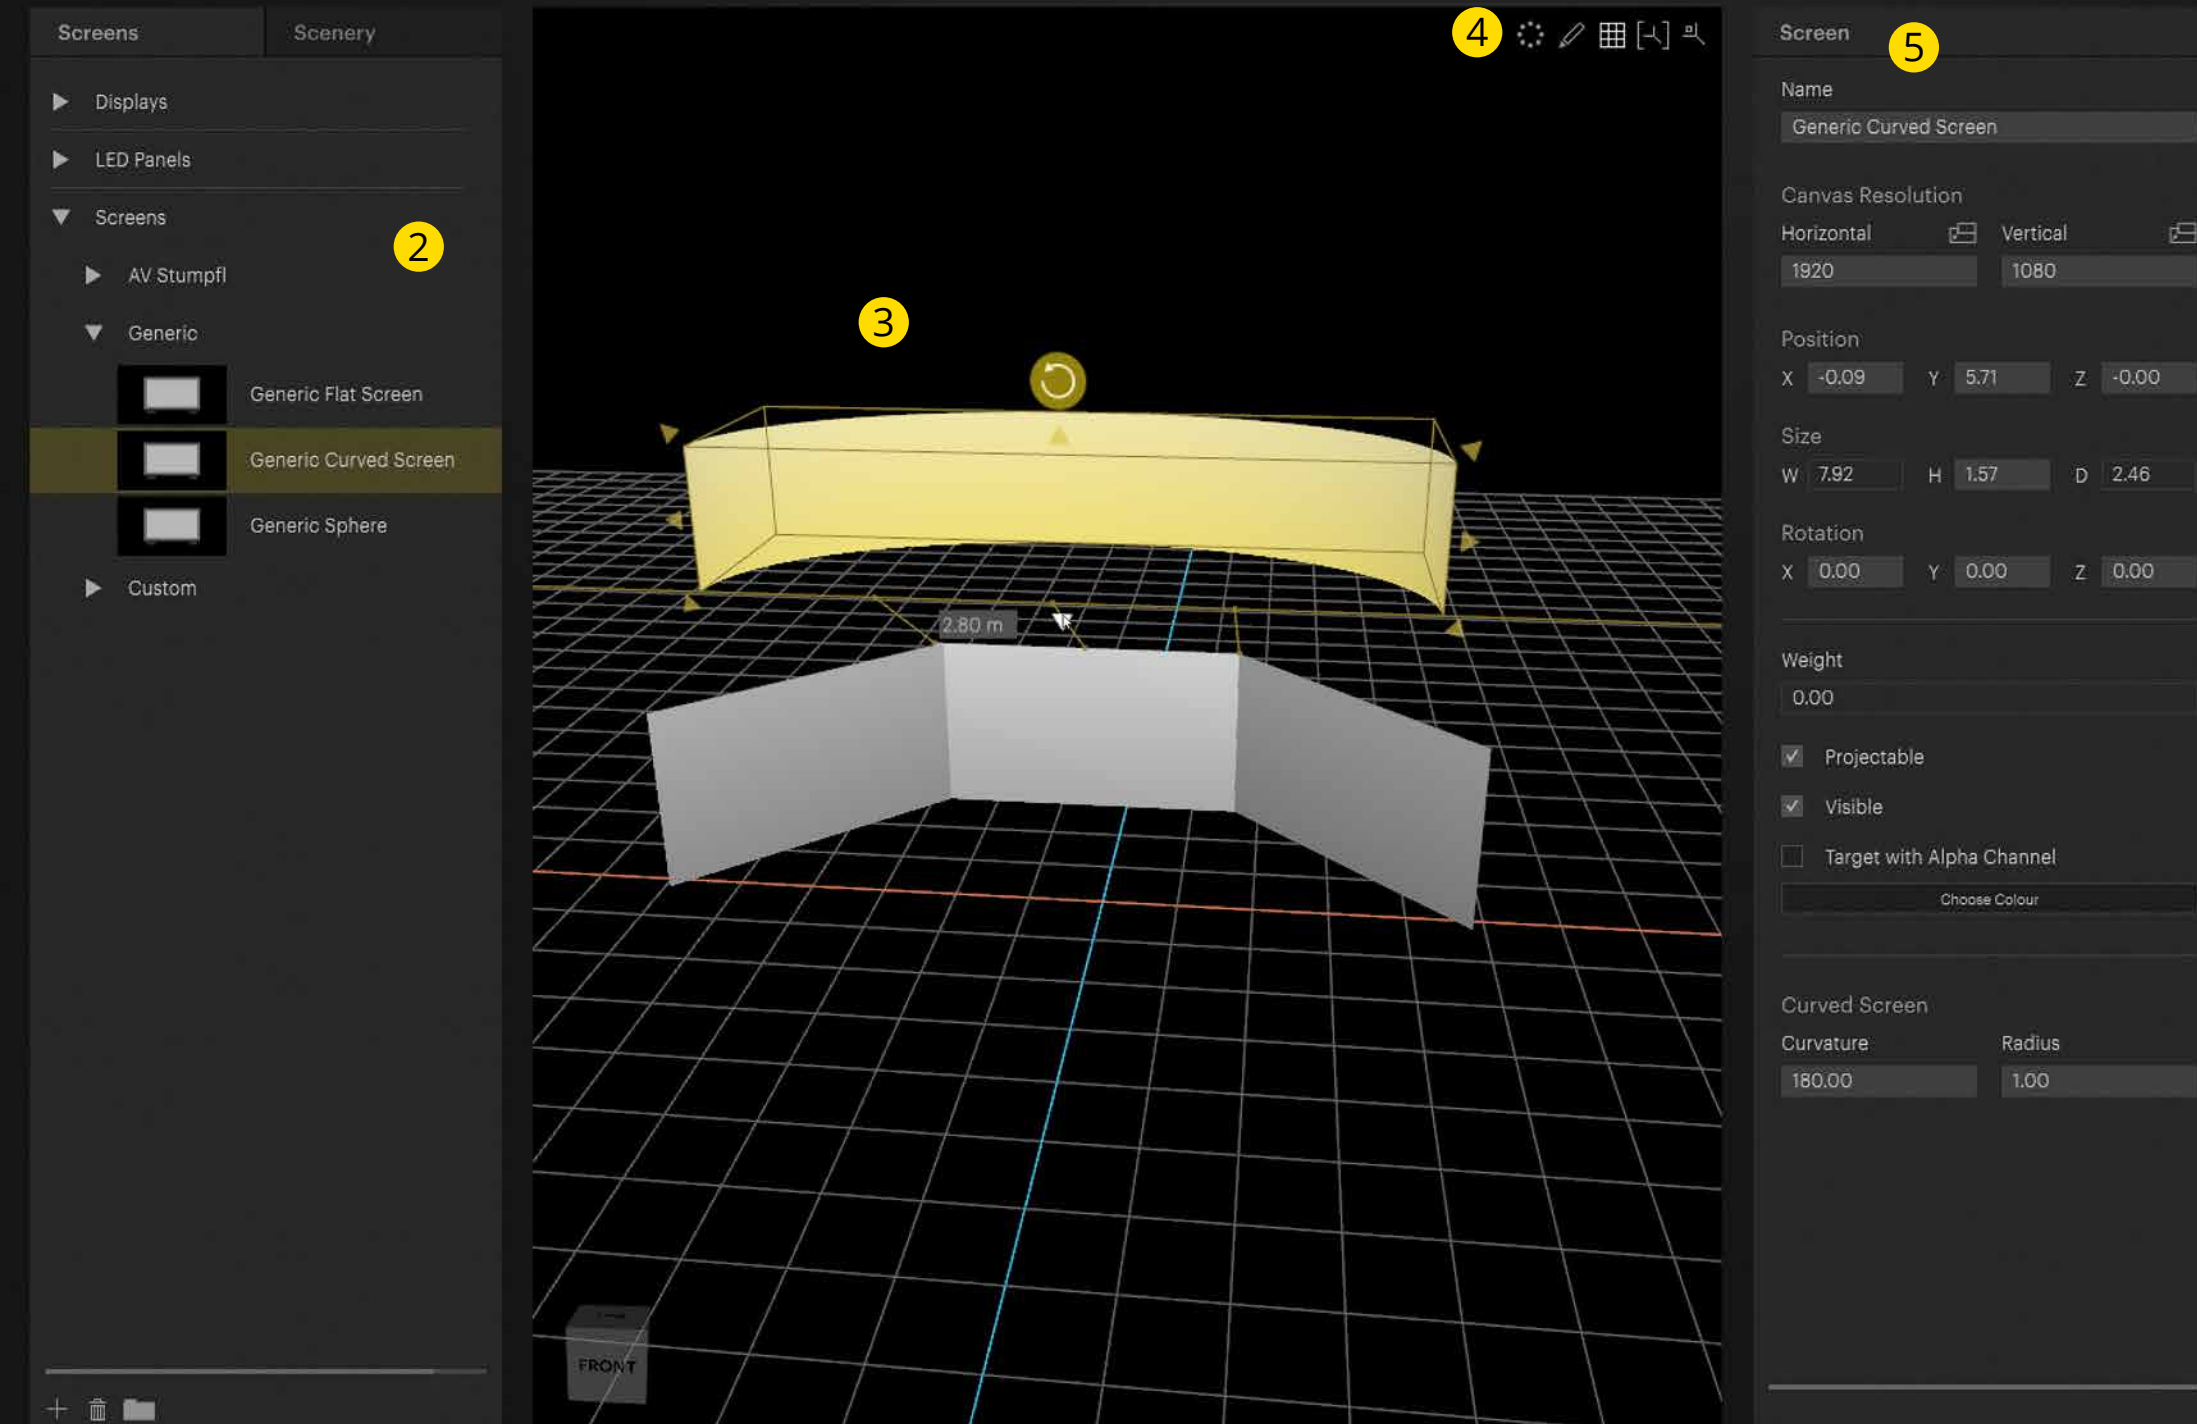 Screens
Scenery
Displays
LED Panels
Screens
2
AV Stumpfl
Generic
Generic Flat Screen
Generic Curved Screen
Generic Sphere
Custom
3
4
2.80 m
FRONT
Screen
5
Name
Generic Curved Screen
Canvas Resolution
Horizontal Vertical
1920 1080
Position
X -0.09 Y 5.71 Z -0.00
Size
W 7.92 H 1.57 D 2.46
Rotation
X 0.00 Y 0.00 Z 0.00
Weight
0.00
Projectable
Visible
Target with Alpha Channel
Choose Colour
Curved Screen
Curvature Radius
180.00 1.00